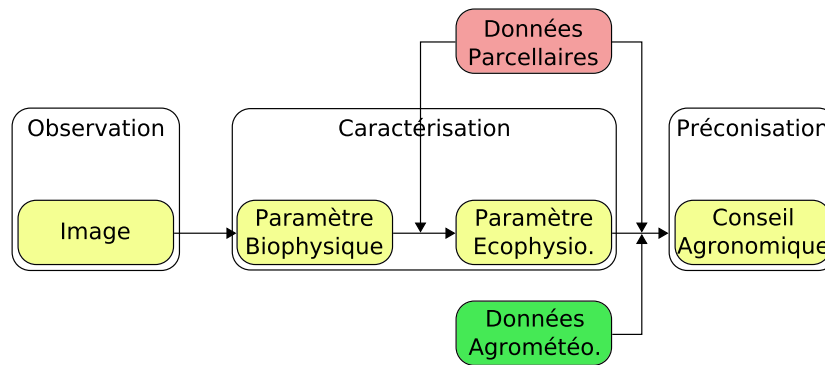 Données
Parcellaires
Observation
Caractérisation
Préconisation
Image
Paramètre
Biophysique
Paramètre
Ecophysio.
Conseil
Agronomique
Données
Agrométéo.